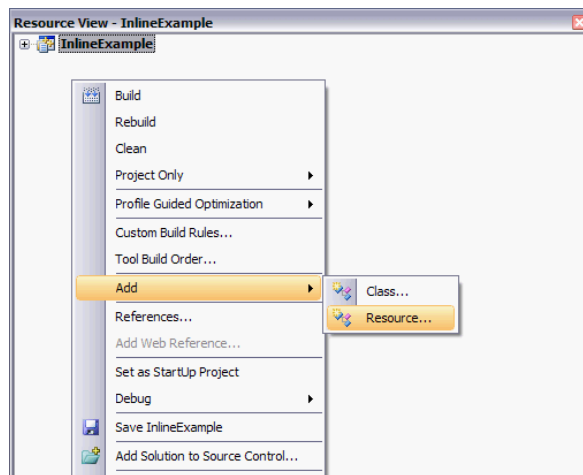 Resource View - InlineExample
InlineExample
Build
Rebuild
Clean
Project Only
Profile Guided Optimization
Custom Build Rules...
Tool Build Order...
Add
Class...
Resource...
References...
Add Web Reference...
Set as StartUp Project
Debug
Save InlineExample
Add Solution to Source Control...